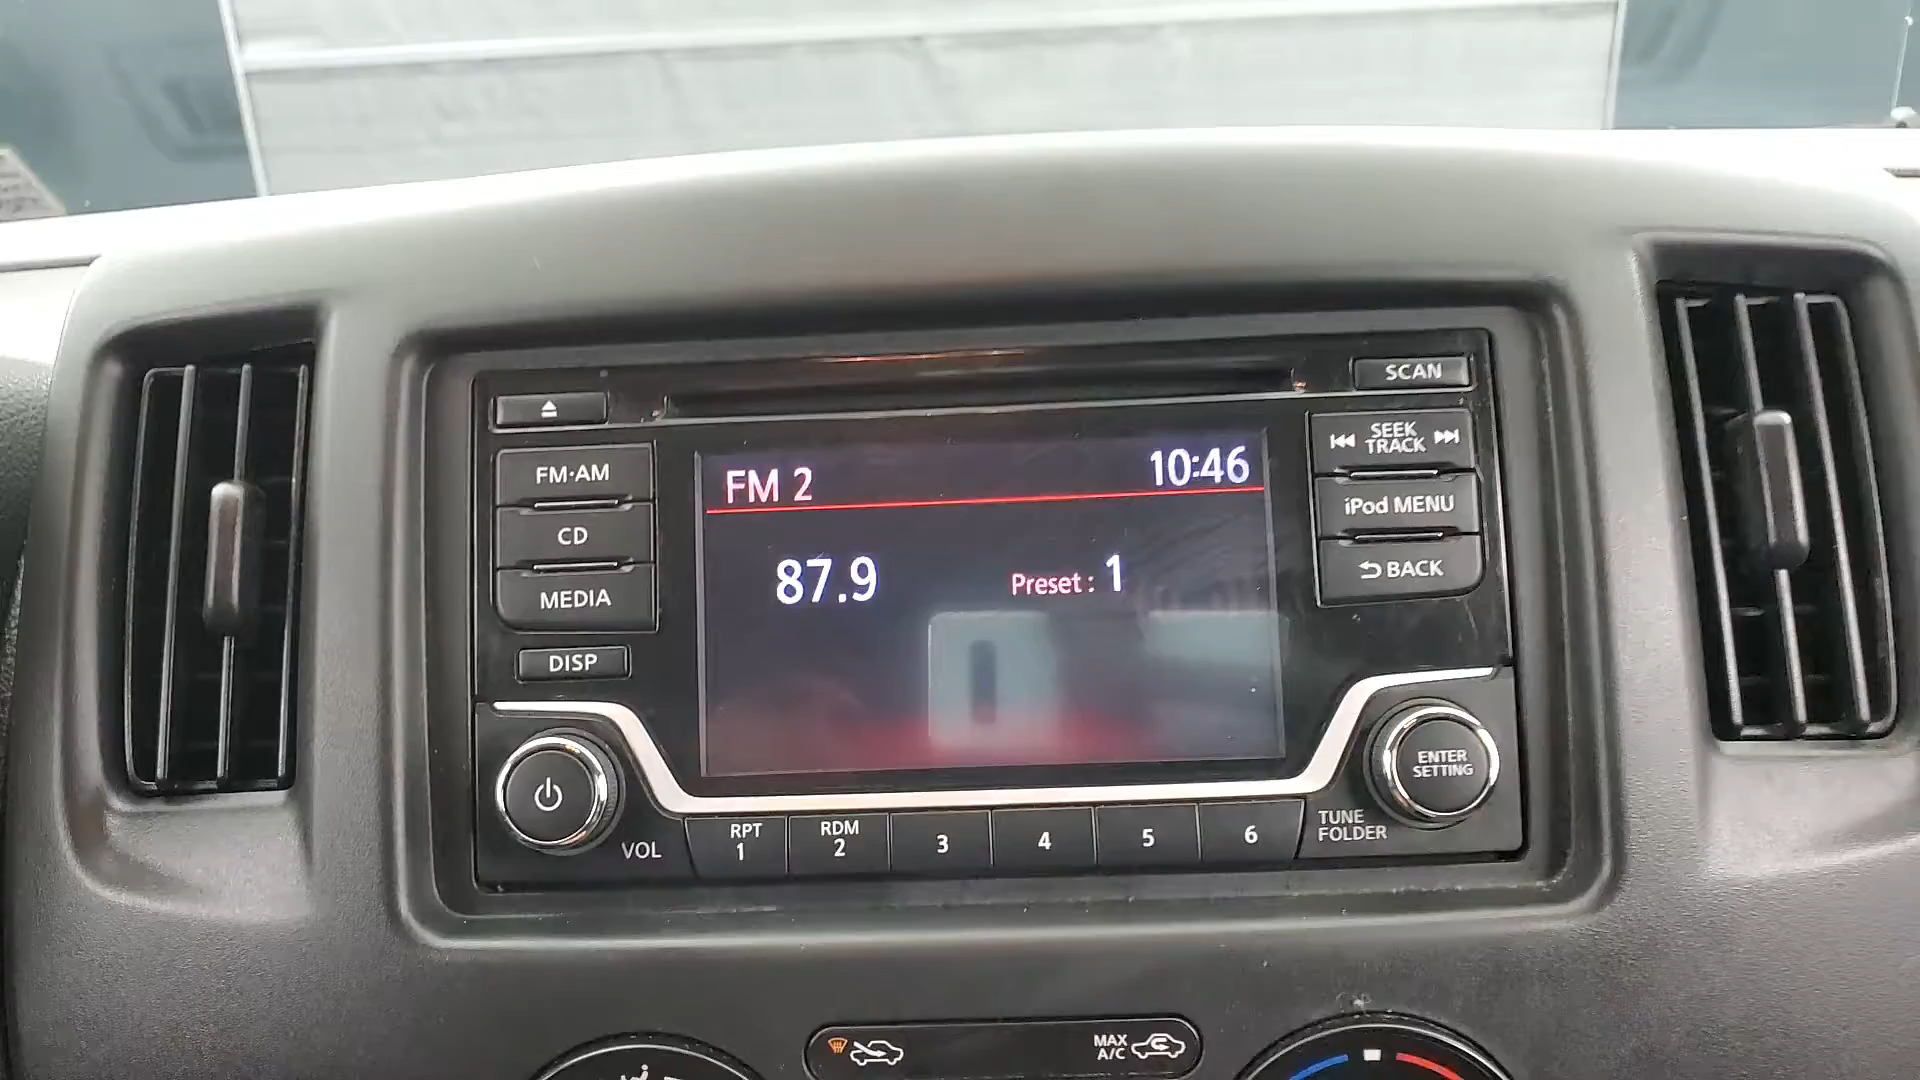 SCAN
⏏
FM·AM
CD
MEDIA
DISP
FM 2
10:46
87.9
Preset : 1
SEEK
TRACK
iPod MENU
BACK
VOL
RPT
1
RDM
2
3
4
5
6
TUNE
FOLDER
ENTER
SETTING
MAX
A/C